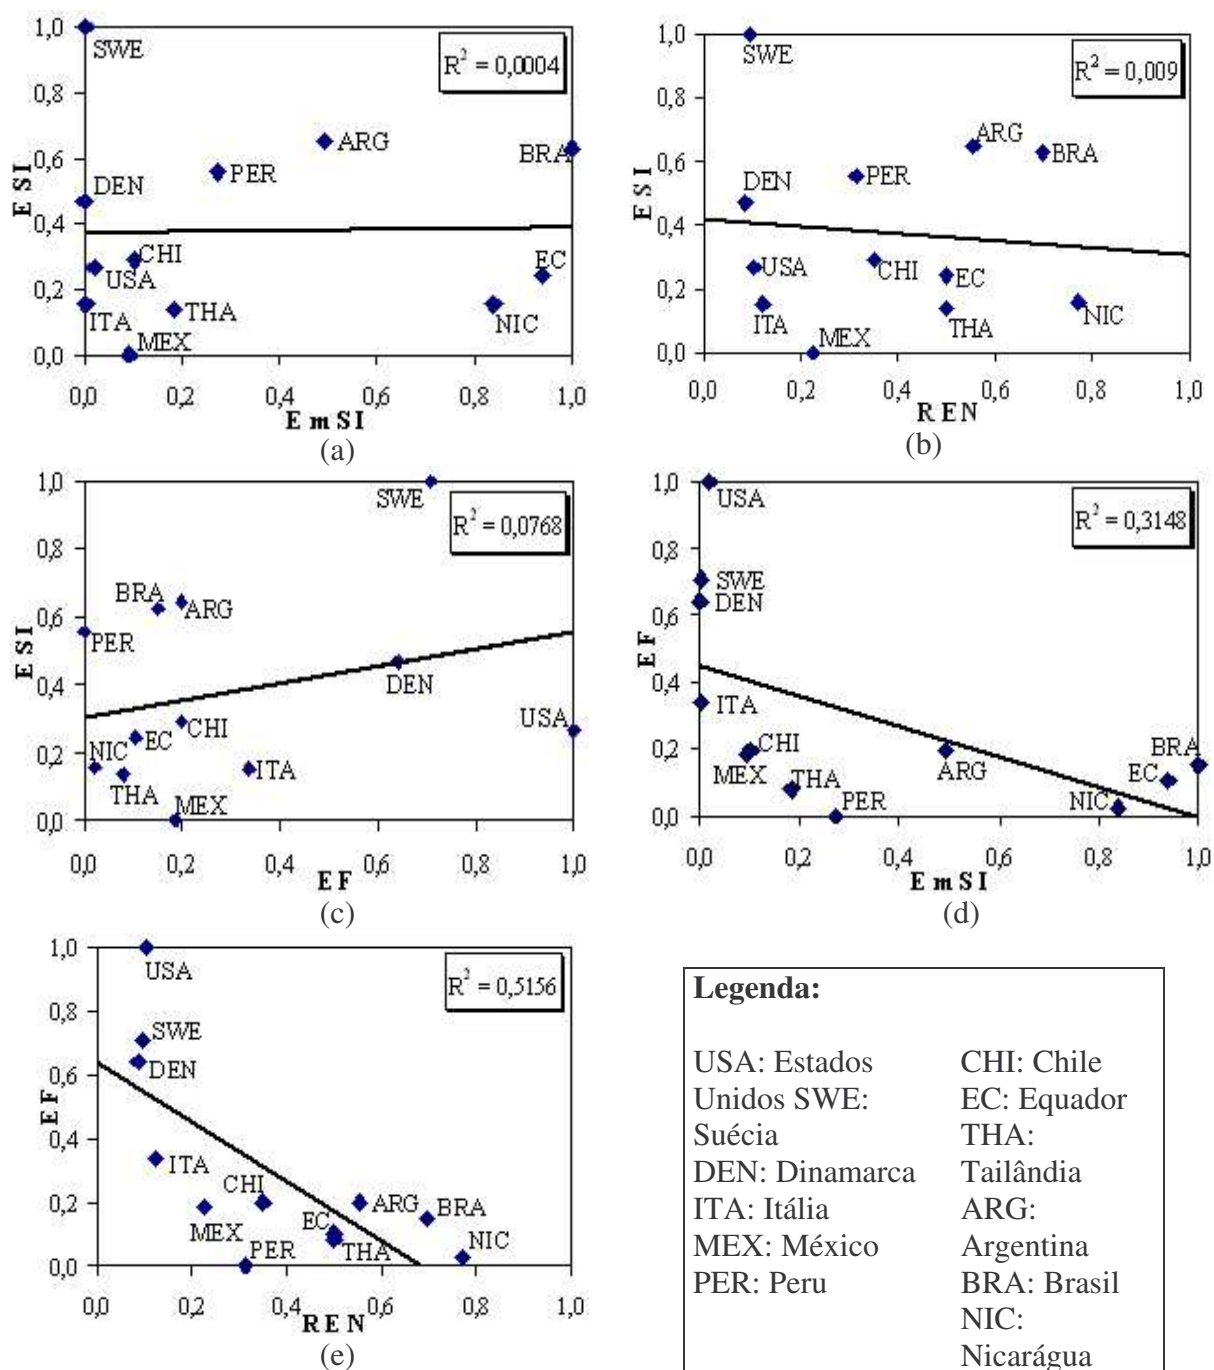 1,0
SWE
R² = 0,0004
0,8
ARG
BRA
0,6
PER
ESI
DEN
0,4
CHI
EC
USA
0,2
ITA
THA
NIC
MEX
0,0
0,0 0,2 0,4 0,6 0,8 1,0
EmSI
(a)
1,0
SWE
R² = 0,009
0,8
ARG
BRA
0,6
PER
ESI
DEN
0,4
USA
CHI
EC
0,2
ITA
THA
NIC
MEX
0,0
0,0 0,2 0,4 0,6 0,8 1,0
REN
(b)
1,0
SWE
R² = 0,0768
0,8
BRA
ARG
0,6
PER
ESI
DEN
0,4
USA
CHI
NIC
EC
0,2
ITA
THA
MEX
0,0
0,0 0,2 0,4 0,6 0,8 1,0
EF
(c)
1,0
USA
R² = 0,3148
0,8
SWE
DEN
0,6
EF
0,4
ITA
CHI
BRA
0,2
MEX
THA
ARG
EC
PER
NIC
0,0
0,0 0,2 0,4 0,6 0,8 1,0
EmSI
(d)
1,0
USA
R² = 0,5156
0,8
SWE
DEN
0,6
EF
0,4
ITA
CHI
ARG
BRA
0,2
MEX
EC
PER
THA
NIC
0,0
0,0 0,2 0,4 0,6 0,8 1,0
REN
(e)
Legenda:
USA: Estados
Unidos SWE:
Suécia
DEN: Dinamarca
ITA: Itália
MEX: México
PER: Peru
CHI: Chile
EC: Equador
THA:
Tailândia
ARG:
Argentina
BRA: Brasil
NIC:
Nicarágua